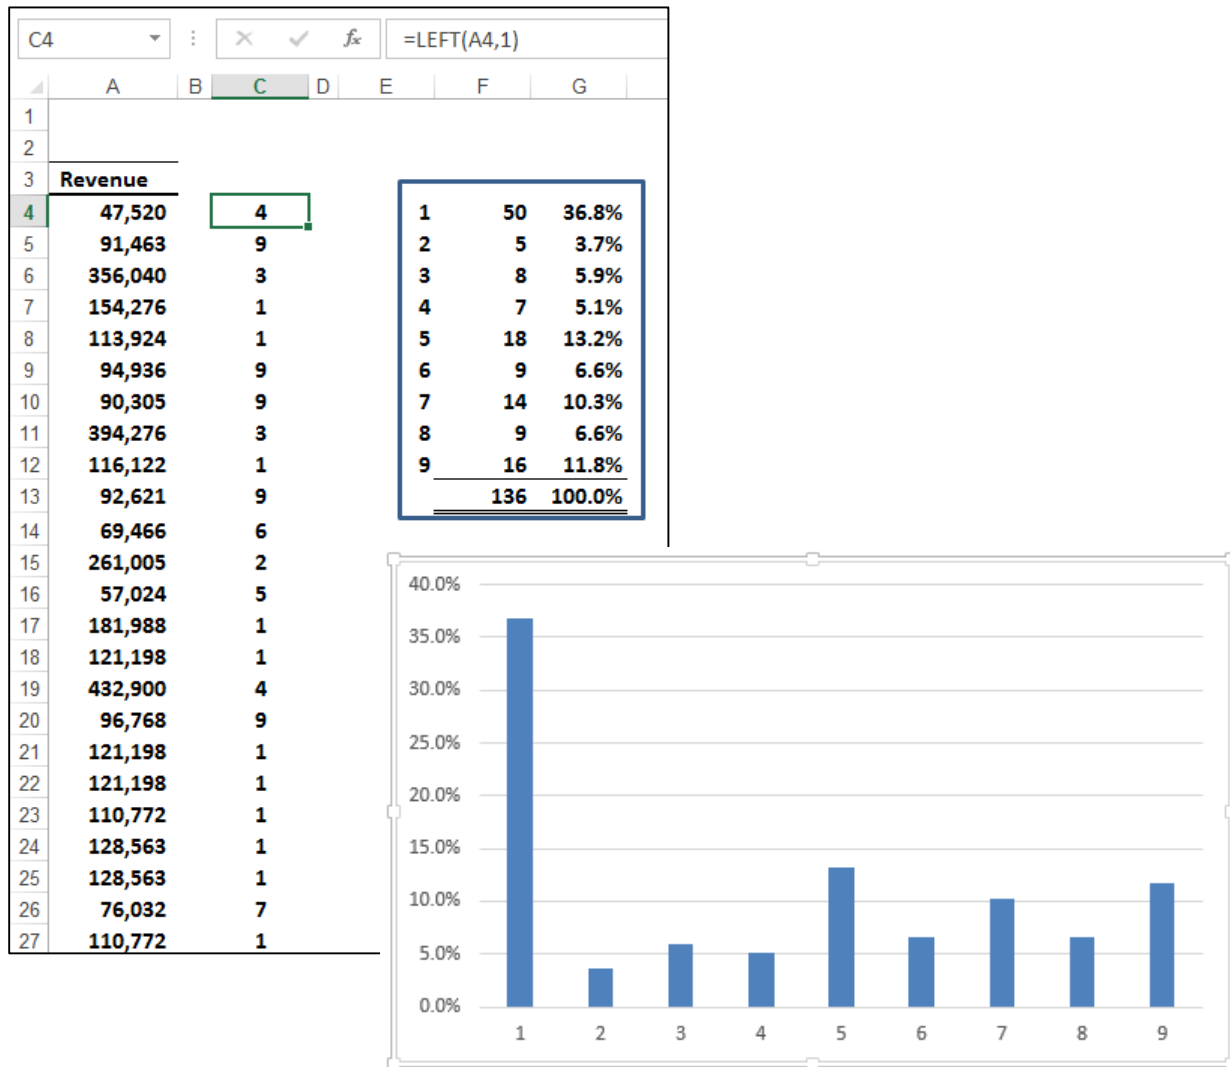 C4 fx =LEFT(A4,1)
A B C D E F G
1
2
3 Revenue
4 47,520 4 1 50 36.8%
5 91,463 9 2 5 3.7%
6 356,040 3 3 8 5.9%
7 154,276 1 4 7 5.1%
8 113,924 1 5 18 13.2%
9 94,936 9 6 9 6.6%
10 90,305 9 7 14 10.3%
11 394,276 3 8 9 6.6%
12 116,122 1 9 16 11.8%
13 92,621 9 136 100.0%
14 69,466 6
15 261,005 2
16 57,024 5
17 181,988 1
18 121,198 1
19 432,900 4
20 96,768 9
21 121,198 1
22 121,198 1
23 110,772 1
24 128,563 1
25 128,563 1
26 76,032 7
27 110,772 1
40.0%
35.0%
30.0%
25.0%
20.0%
15.0%
10.0%
5.0%
0.0%
1 2 3 4 5 6 7 8 9